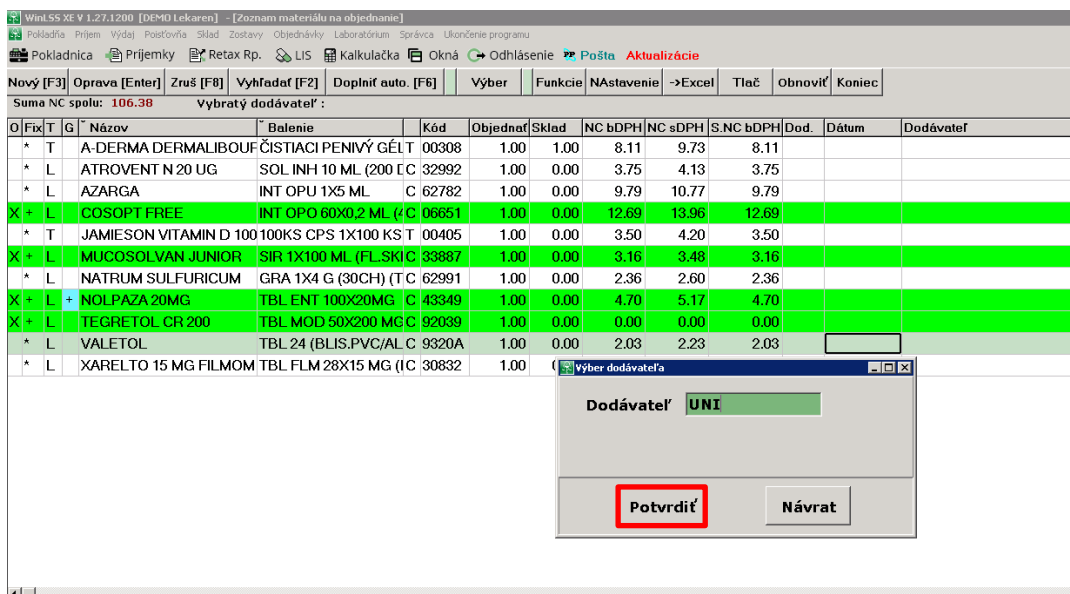 WinLSS XE V 1.27.1200 [DEMO Lekaren] - [Zoznam materiálu na objednanie]
Pokladňa Príjem Výdaj Poisťovňa Sklad Zostavy Objednávky Laboratórium Správca Ukončenie programu
Pokladnica Príjemky Retax Rp. LIS Kalkulačka Okná Odhlásenie Pošta Aktualizácie
Nový [F3] Oprava [Enter] Zruš [F8] Vyhľadať [F2] Doplniť auto. [F6] Výber Funkcie NAstavenie ->Excel Tlač Obnoviť Koniec
Suma NC spolu: 106.38 Vybratý dodávateľ :
O Fix T G Názov Balenie Kód Objednať Sklad NC bDPH NC sDPH S.NC bDPH Dod. Dátum Dodávateľ
* T A-DERMA DERMALIBOUR ČISTIACI PENIVÝ GÉL T 00308 1.00 1.00 8.11 9.73 8.11
* L ATROVENT N 20 UG SOL INH 10 ML (200 D C 32992 1.00 0.00 3.75 4.13 3.75
* L AZARGA INT OPU 1X5 ML C 62782 1.00 0.00 9.79 10.77 9.79
X + L COSOPT FREE INT OPO 60X0,2 ML (4 C 06651 1.00 0.00 12.69 13.96 12.69
* T JAMIESON VITAMIN D 100 100KS CPS 1X100 KS T 00405 1.00 0.00 3.50 4.20 3.50
X + L MUCOSOLVAN JUNIOR SIR 1X100 ML (FL.SKI C 33887 1.00 0.00 3.16 3.48 3.16
* L NATRUM SULFURICUM GRA 1X4 G (30CH) (T C 62991 1.00 0.00 2.36 2.60 2.36
X + L + NOLPAZA 20MG TBL ENT 100X20MG C 43349 1.00 0.00 4.70 5.17 4.70
X + L TEGRETOL CR 200 TBL MOD 50X200 MG C 92039 1.00 0.00 0.00 0.00 0.00
* L VALETOL TBL 24 (BLIS.PVC/AL C 9320A 1.00 0.00 2.03 2.23 2.03
* L XARELTO 15 MG FILMOM TBL FLM 28X15 MG (I C 30832 1.00
Výber dodávateľa
Dodávateľ UNI
Potvrdiť Návrat